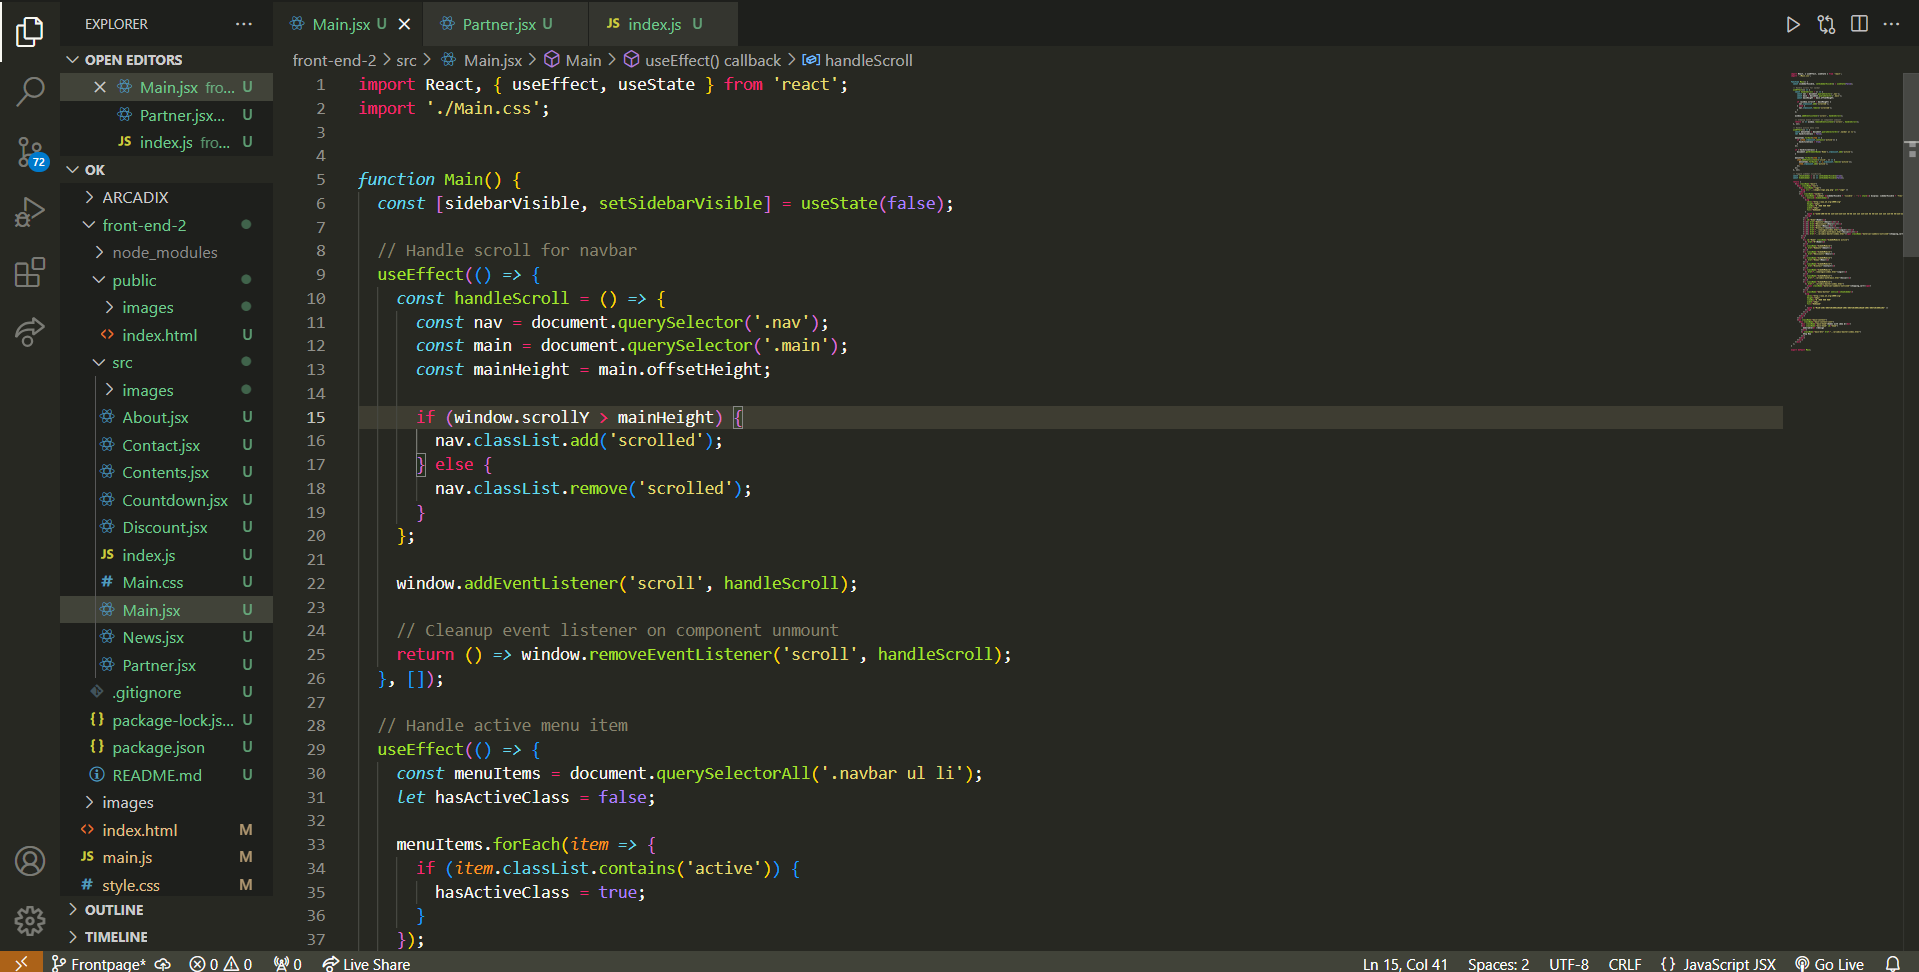 EXPLORER
OPEN EDITORS
Main.jsx fro... U
Partner.jsx... U
JS index.js fro... U
OK
ARCADIX
front-end-2
node_modules
public
images
<> index.html U
src
images
About.jsx U
Contact.jsx U
Contents.jsx U
Countdown.jsx U
Discount.jsx U
JS index.js U
# Main.css U
Main.jsx U
News.jsx U
Partner.jsx U
.gitignore U
{} package-lock.js... U
{} package.json U
README.md U
images
<> index.html M
JS main.js M
# style.css M
OUTLINE
TIMELINE
72
Main.jsx U Partner.jsx U JS index.js U
front-end-2 > src > Main.jsx > Main > useEffect() callback > handleScroll
1 import React, { useEffect, useState } from 'react';
2 import './Main.css';
3
4
5 function Main() {
6 const [sidebarVisible, setSidebarVisible] = useState(false);
7
8 // Handle scroll for navbar
9 useEffect(() => {
10 const handleScroll = () => {
11 const nav = document.querySelector('.nav');
12 const main = document.querySelector('.main');
13 const mainHeight = main.offsetHeight;
14
15 if (window.scrollY > mainHeight) {
16 nav.classList.add('scrolled');
17 } else {
18 nav.classList.remove('scrolled');
19 }
20 };
21
22 window.addEventListener('scroll', handleScroll);
23
24 // Cleanup event listener on component unmount
25 return () => window.removeEventListener('scroll', handleScroll);
26 }, []);
27
28 // Handle active menu item
29 useEffect(() => {
30 const menuItems = document.querySelectorAll('.navbar ul li');
31 let hasActiveClass = false;
32
33 menuItems.forEach(item => {
34 if (item.classList.contains('active')) {
35 hasActiveClass = true;
36 }
37 });
Frontpage* 0 0 0 Live Share Ln 15, Col 41 Spaces: 2 UTF-8 CRLF {} JavaScript JSX Go Live